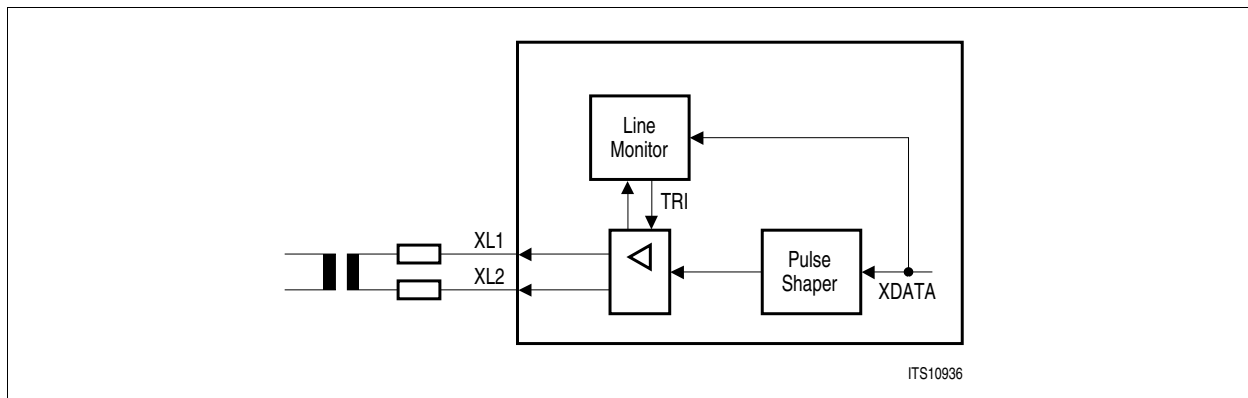 Line
Monitor
TRI
XL1
XL2
Pulse
Shaper
XDATA
ITS10936